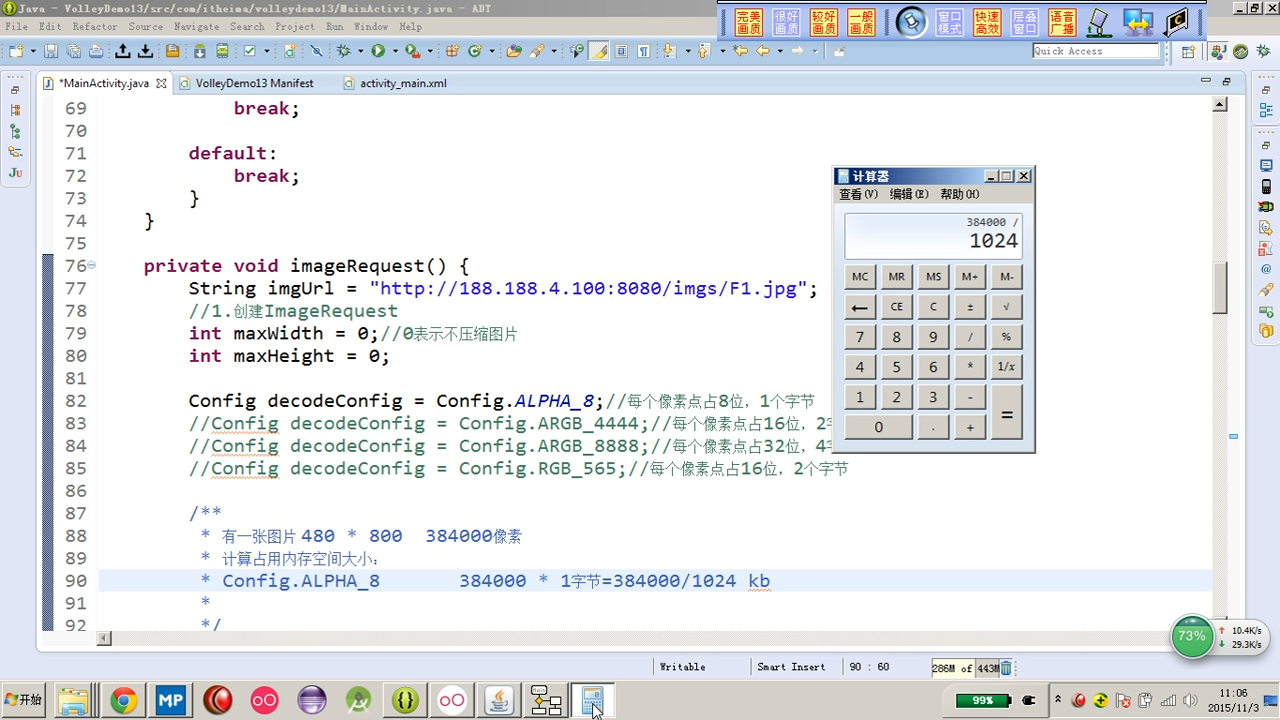 Java - VolleyDemo13/src/com/itheima/volleydemo13/MainActivity.java - ADT
完美画质 很好画质 较好画质 一般画质 窗口模式 快速高效 层叠窗口 语音广播
File Edit Refactor Source Navigate Search Project Run Window Help
Quick Access
*MainActivity.java VolleyDemo13 Manifest activity_main.xml
69 break;
70
71 default:
72 break;
73 }
74 }
75
76 private void imageRequest() {
77 String imgUrl = "http://188.188.4.100:8080/imgs/F1.jpg";
78 //1.创建ImageRequest
79 int maxWidth = 0;//0表示不压缩图片
80 int maxHeight = 0;
81
82 Config decodeConfig = Config.ALPHA_8;//每个像素点占8位，1个字节
83 //Config decodeConfig = Config.ARGB_4444;//每个像素点占16位，2
84 //Config decodeConfig = Config.ARGB_8888;//每个像素点占32位，4
85 //Config decodeConfig = Config.RGB_565;//每个像素点占16位，2个字节
86
87 /**
88 * 有一张图片 480 * 800 384000像素
89 * 计算占用内存空间大小：
90 * Config.ALPHA_8 384000 * 1字节=384000/1024 kb
91 *
92 */
计算器
查看(V) 编辑(E) 帮助(H)
384000 /
1024
MC MR MS M+ M-
← CE C ± √
7 8 9 / %
4 5 6 * 1/x
1 2 3 - =
0 . +
JU
@
73% 10.4K/s
29.3K/s
Writable Smart Insert 90 : 60 286M of 443M
开始 MP {} 99% 11:06
2015/11/3